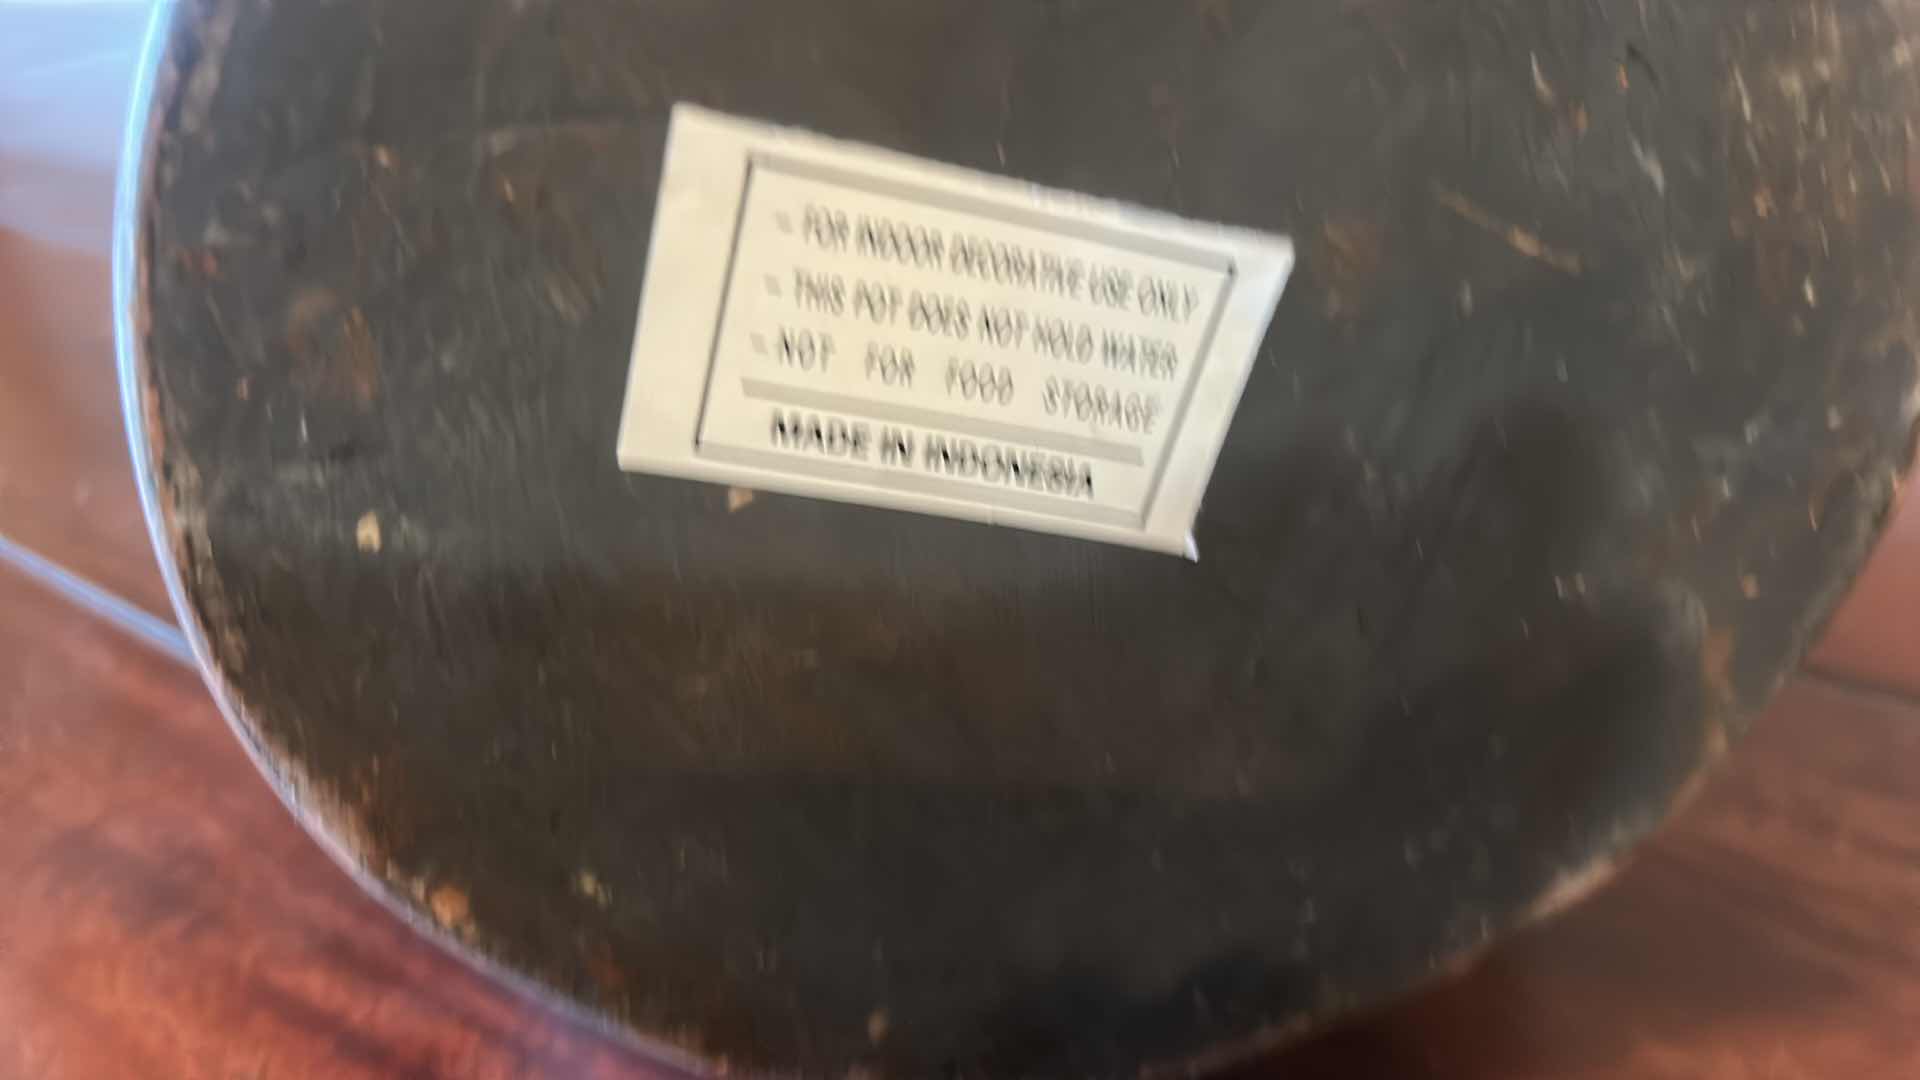 = FOR INDOOR DECORATIVE USE ONLY
= THIS POT DOES NOT HOLD WATER
= NOT FOR FOOD STORAGE
MADE IN INDONESIA